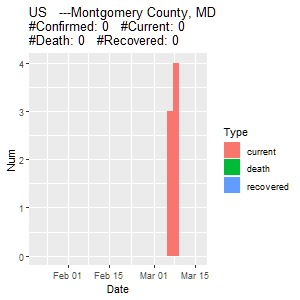 US   ---Montgomery County, MD
#Confirmed: 0   #Current: 0
#Death: 0   #Recovered: 0
Num
4
3
2
1
0
Feb 01 Feb 15 Mar 01 Mar 15
Date
Type
current
death
recovered